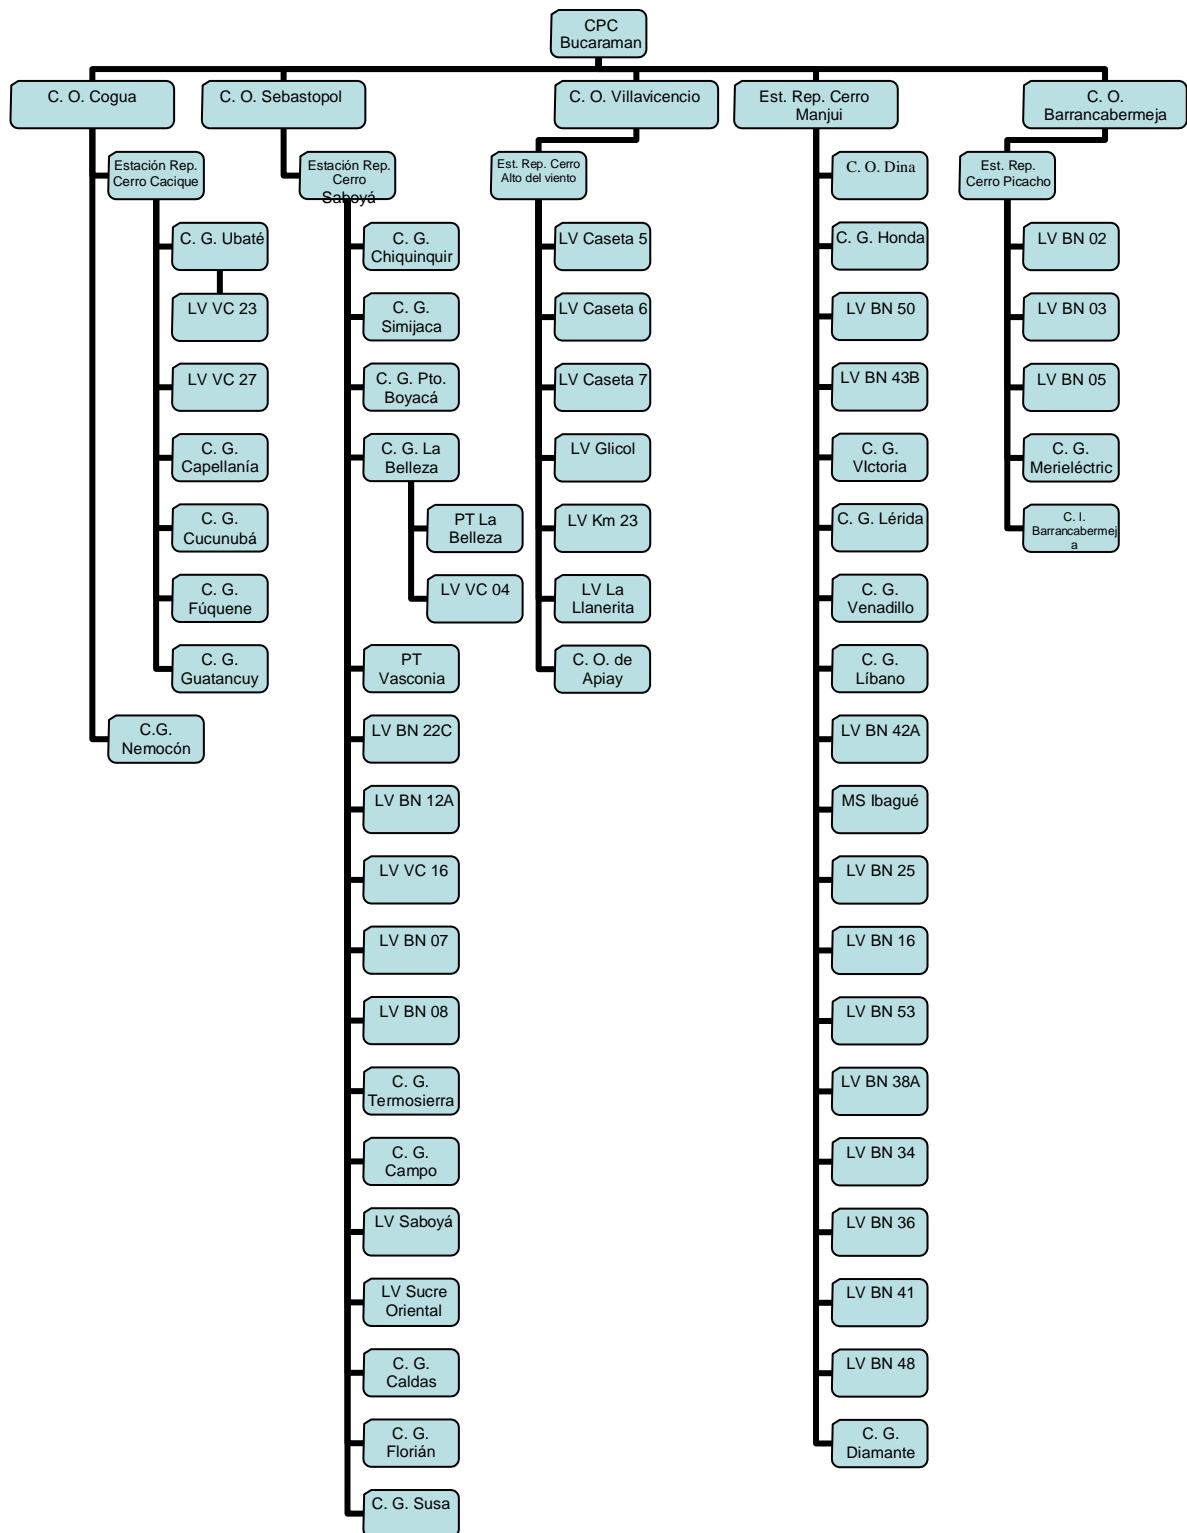 CPC
Bucaraman
C. O. Cogua
C. O. Sebastopol
C. O. Villavicencio
Est. Rep. Cerro
Manjui
C. O.
Barrancabermeja
Estación Rep.
Cerro Cacique
C. G. Ubaté
LV VC 23
LV VC 27
C. G.
Capellanía
C. G.
Cucunubá
C. G.
Fúquene
C. G.
Guatancuy
C.G.
Nemocón
Estación Rep.
Cerro
Saboyá
C. G.
Chiquinquir
C. G.
Simijaca
C. G. Pto.
Boyacá
C. G. La
Belleza
PT La
Belleza
LV VC 04
PT
Vasconia
LV BN 22C
LV BN 12A
LV VC 16
LV BN 07
LV BN 08
C. G.
Termosierra
C. G.
Campo
LV Saboyá
LV Sucre
Oriental
C. G.
Caldas
C. G.
Florián
C. G. Susa
Est. Rep. Cerro
Alto del viento
LV Caseta 5
LV Caseta 6
LV Caseta 7
LV Glicol
LV Km 23
LV La
Llanerita
C. O. de
Apiay
C. O. Dina
C. G. Honda
LV BN 50
LV BN 43B
C. G.
VIctoria
C. G. Lérida
C. G.
Venadillo
C. G.
Líbano
LV BN 42A
MS Ibagué
LV BN 25
LV BN 16
LV BN 53
LV BN 38A
LV BN 34
LV BN 36
LV BN 41
LV BN 48
C. G.
Diamante
Est. Rep.
Cerro Picacho
LV BN 02
LV BN 03
LV BN 05
C. G.
Merieléctric
C. I.
Barrancabermej
a